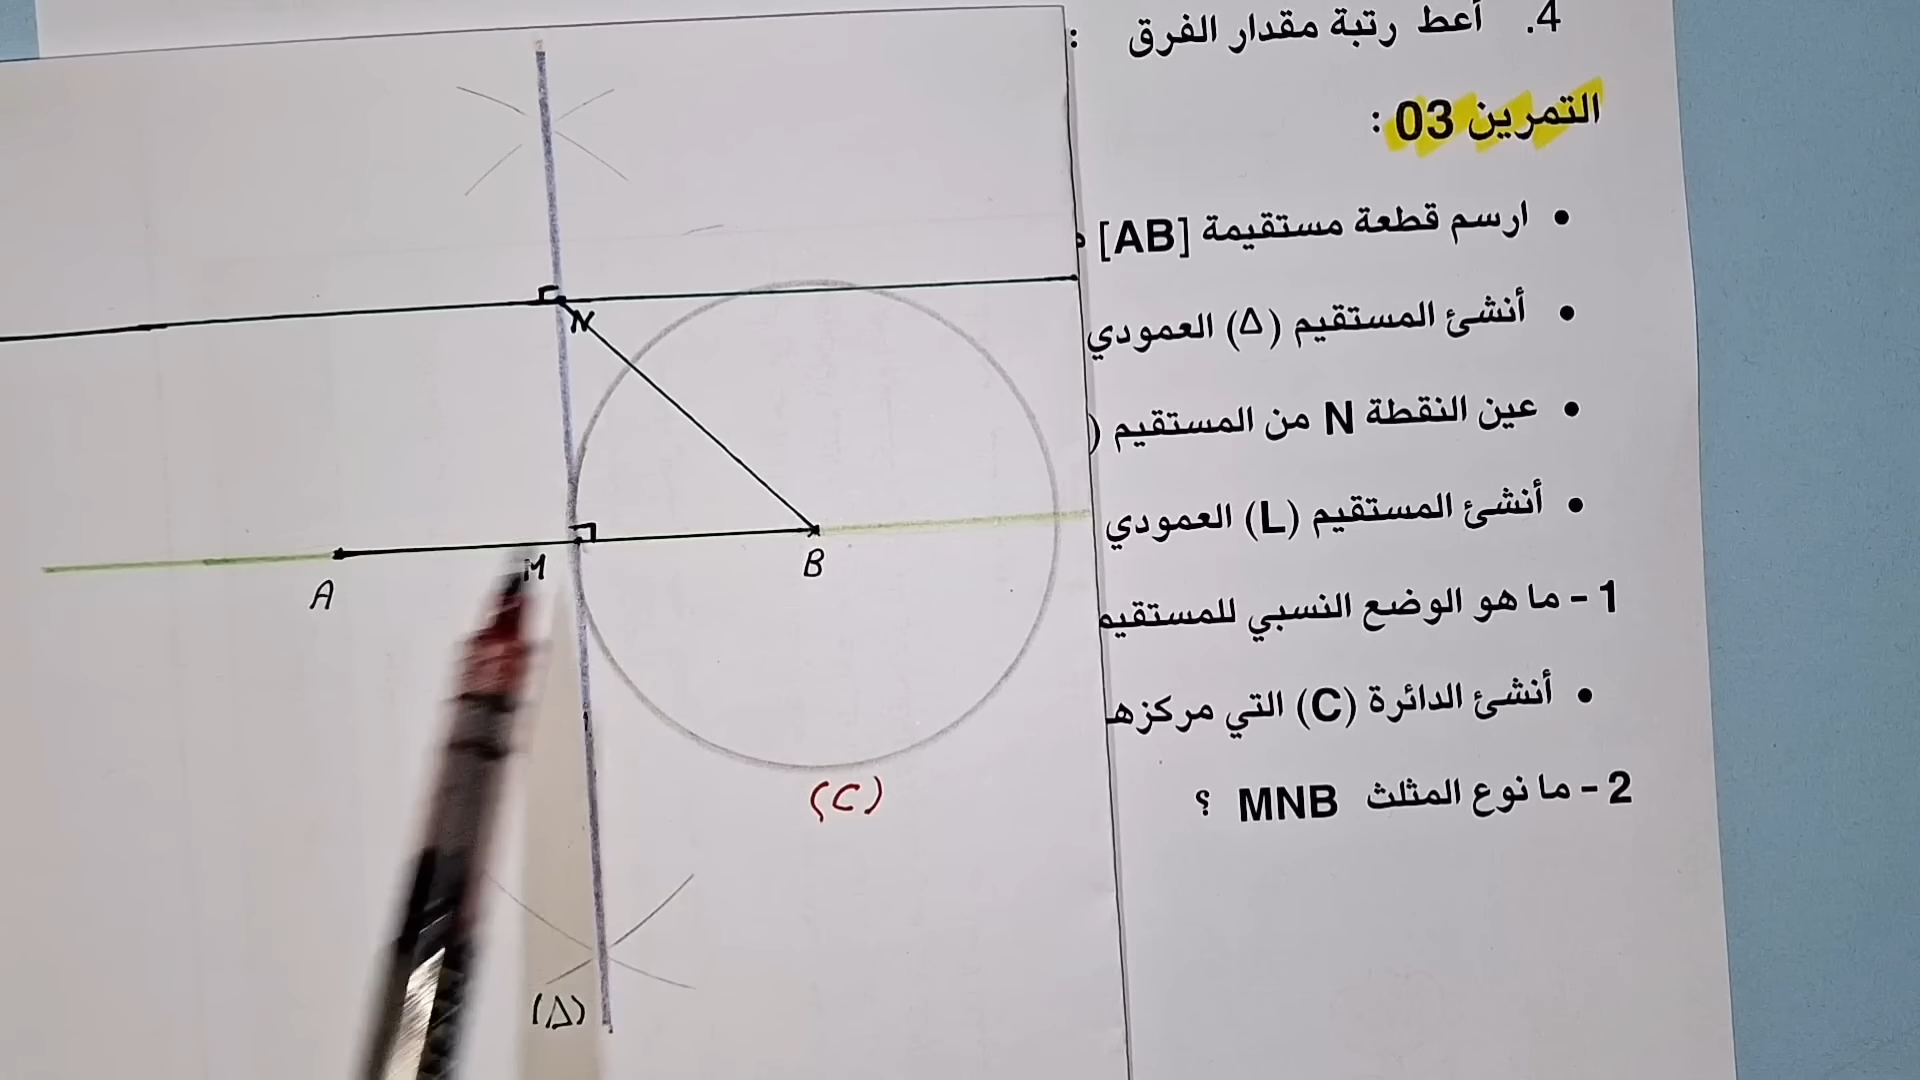 4. أعط رتبة مقدار الفرق :
التمرين 03 :
• ارسم قطعة مستقيمة [AB]
• أنشئ المستقيم (Δ) العمودي
• عين النقطة N من المستقيم (
• أنشئ المستقيم (L) العمودي
1 - ما هو الوضع النسبي للمستقيم
• أنشئ الدائرة (C) التي مركزه
2 - ما نوع المثلث MNB ؟
N
A
M
B
(C)
(Δ)